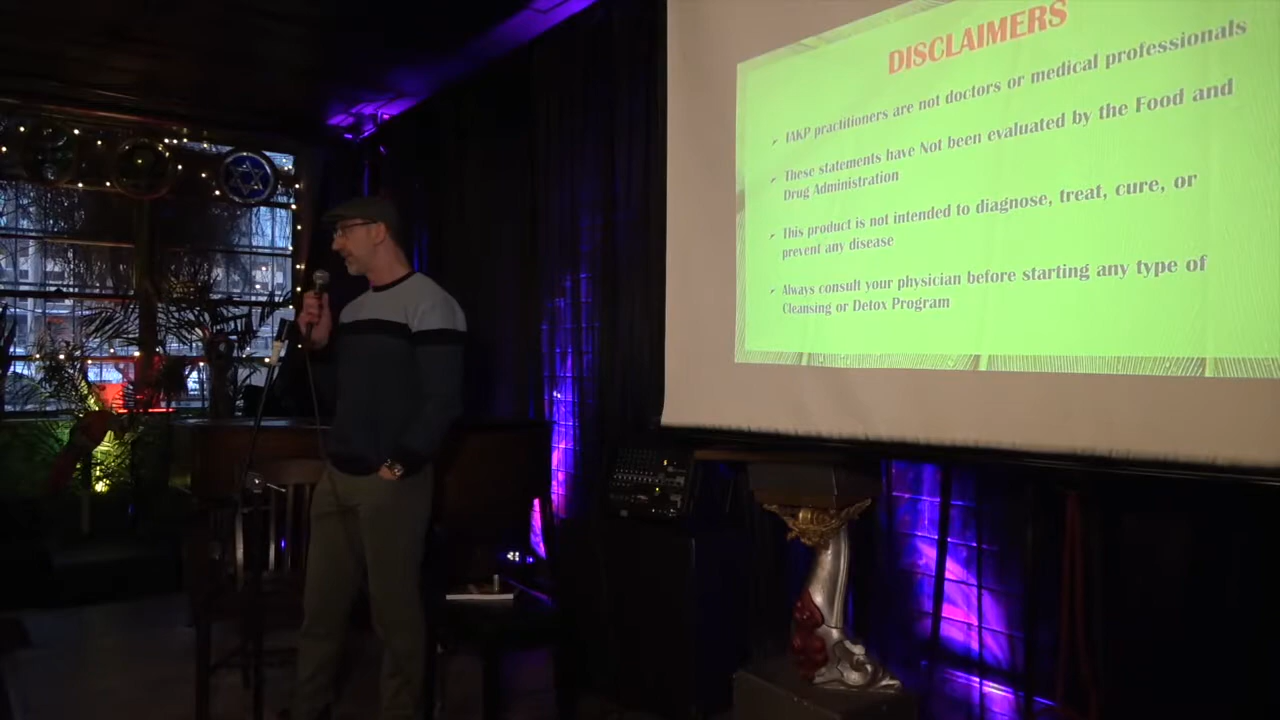 DISCLAIMERS
IAKP practitioners are not doctors or medical professionals
These statements have Not been evaluated by the Food and
Drug Administration
This product is not intended to diagnose, treat, cure, or
prevent any disease
Always consult your physician before starting any type of
Cleansing or Detox Program